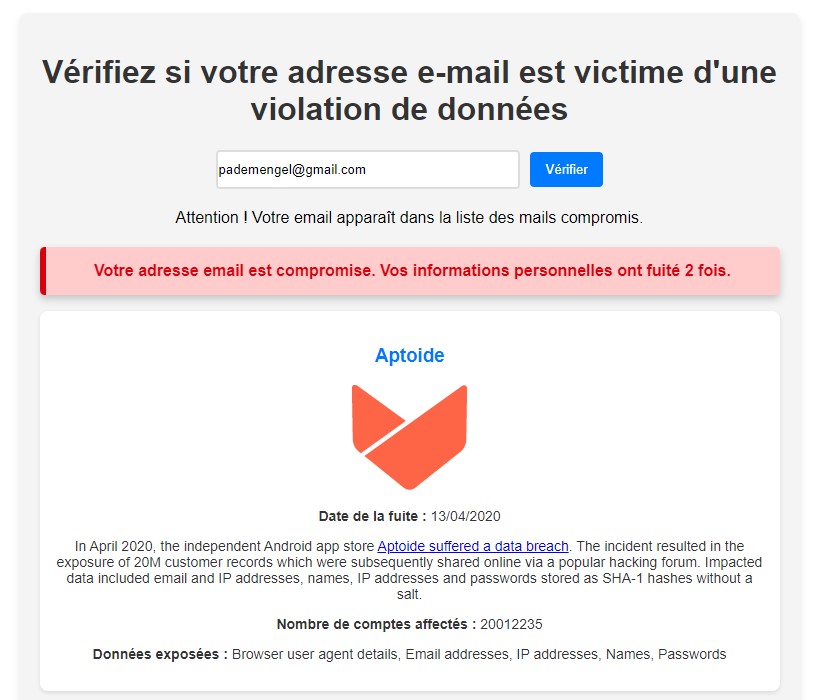 Vérifiez si votre adresse e-mail est victime d'une
violation de données
pademengel@gmail.com
Vérifier
Attention ! Votre email apparaît dans la liste des mails compromis.
Votre adresse email est compromise. Vos informations personnelles ont fuité 2 fois.
Aptoide
Date de la fuite : 13/04/2020
In April 2020, the independent Android app store Aptoide suffered a data breach. The incident resulted in the
exposure of 20M customer records which were subsequently shared online via a popular hacking forum. Impacted
data included email and IP addresses, names, IP addresses and passwords stored as SHA-1 hashes without a
salt.
Nombre de comptes affectés : 20012235
Données exposées : Browser user agent details, Email addresses, IP addresses, Names, Passwords